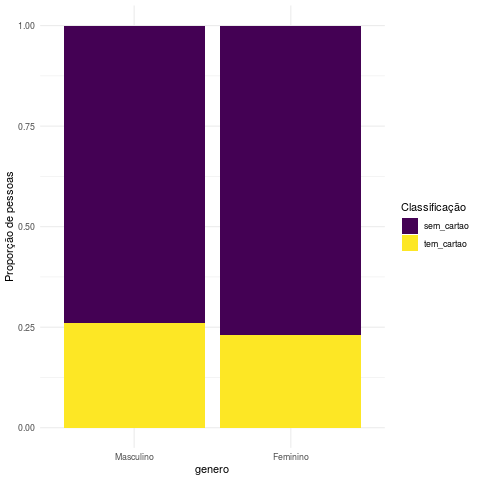 1.00
0.75
0.50
0.25
0.00
Proporção de pessoas
Masculino
Feminino
genero
Classificação
sem_cartao
tem_cartao